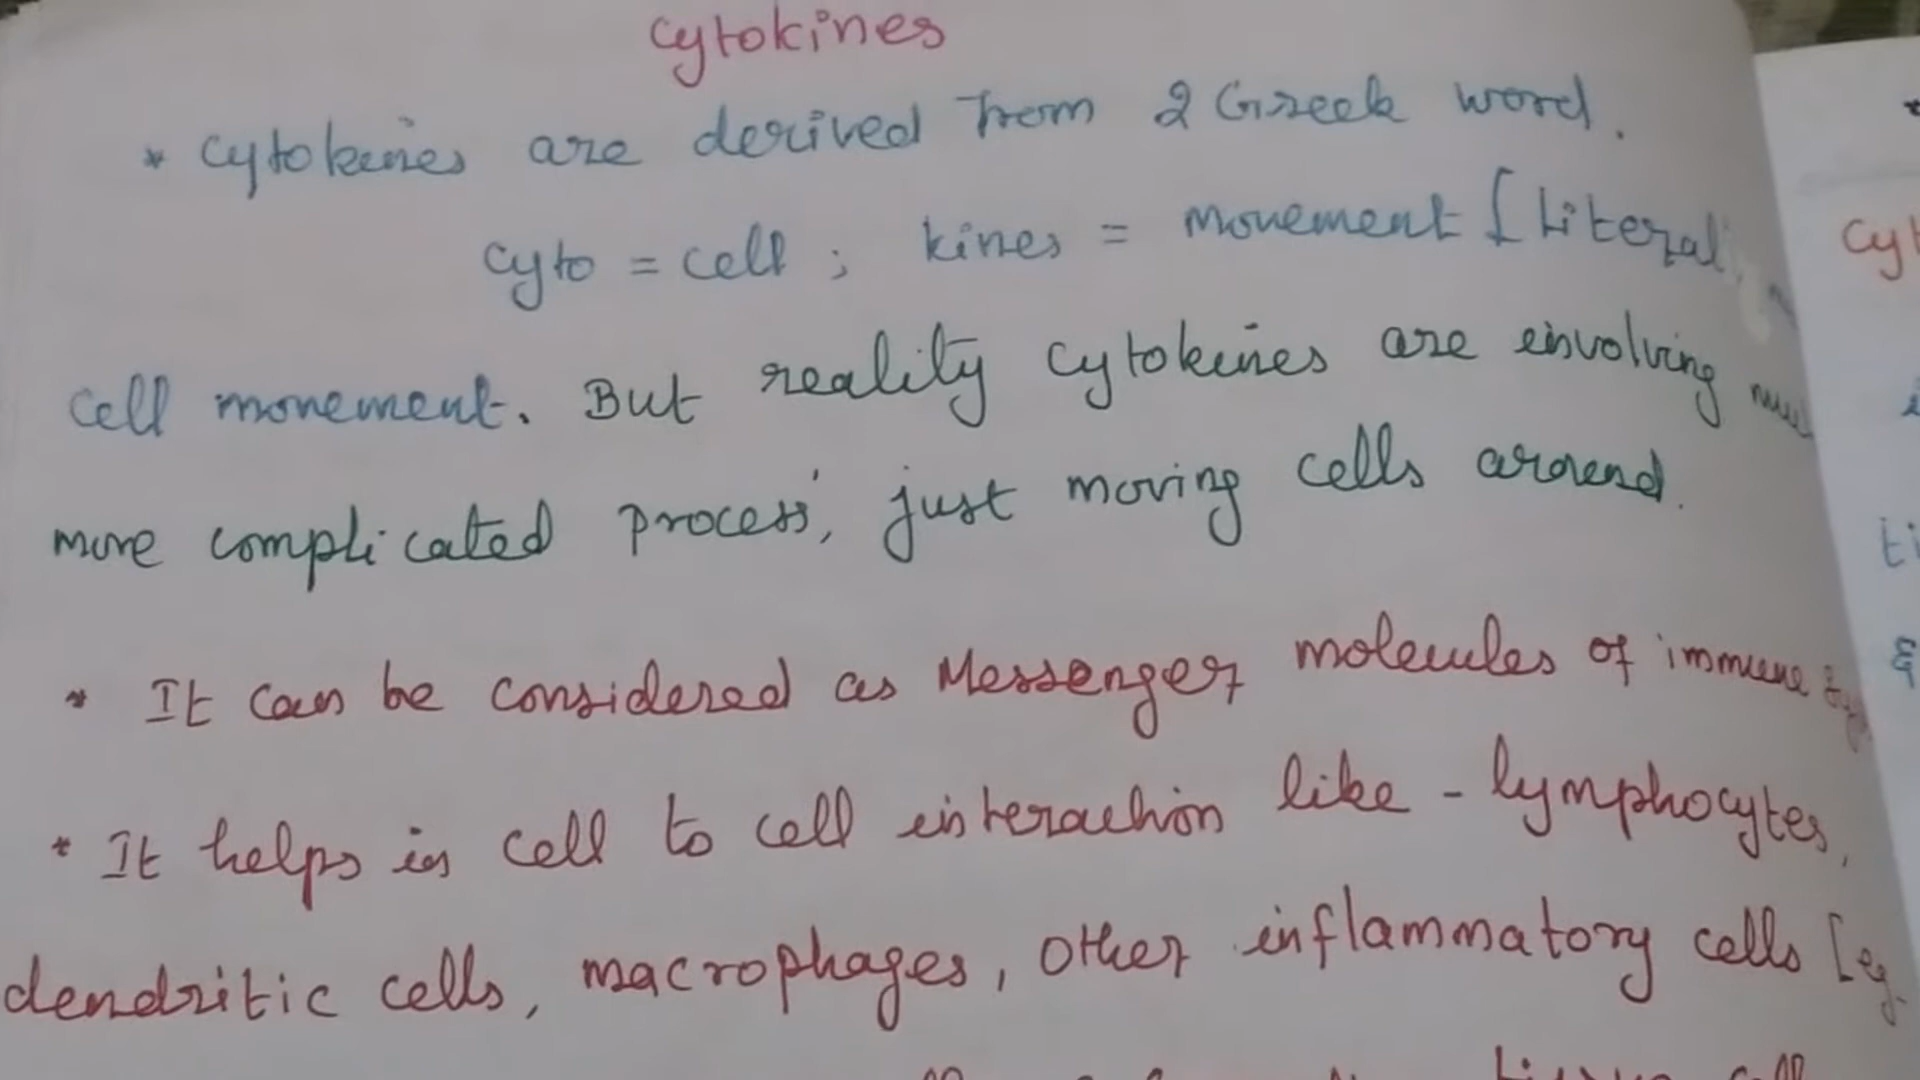 Cytokines
* Cytokines are derived from 2 Greek word.
Cyto = cell ; kines = movement [Literal
cell movement. But reality cytokines are involving
more complicated process, just moving cells around.
* It can be considered as Messenger molecules of immune
* It helps in cell to cell interaction like - lymphocytes,
dendritic cells, macrophages, other inflammatory cells [eg.